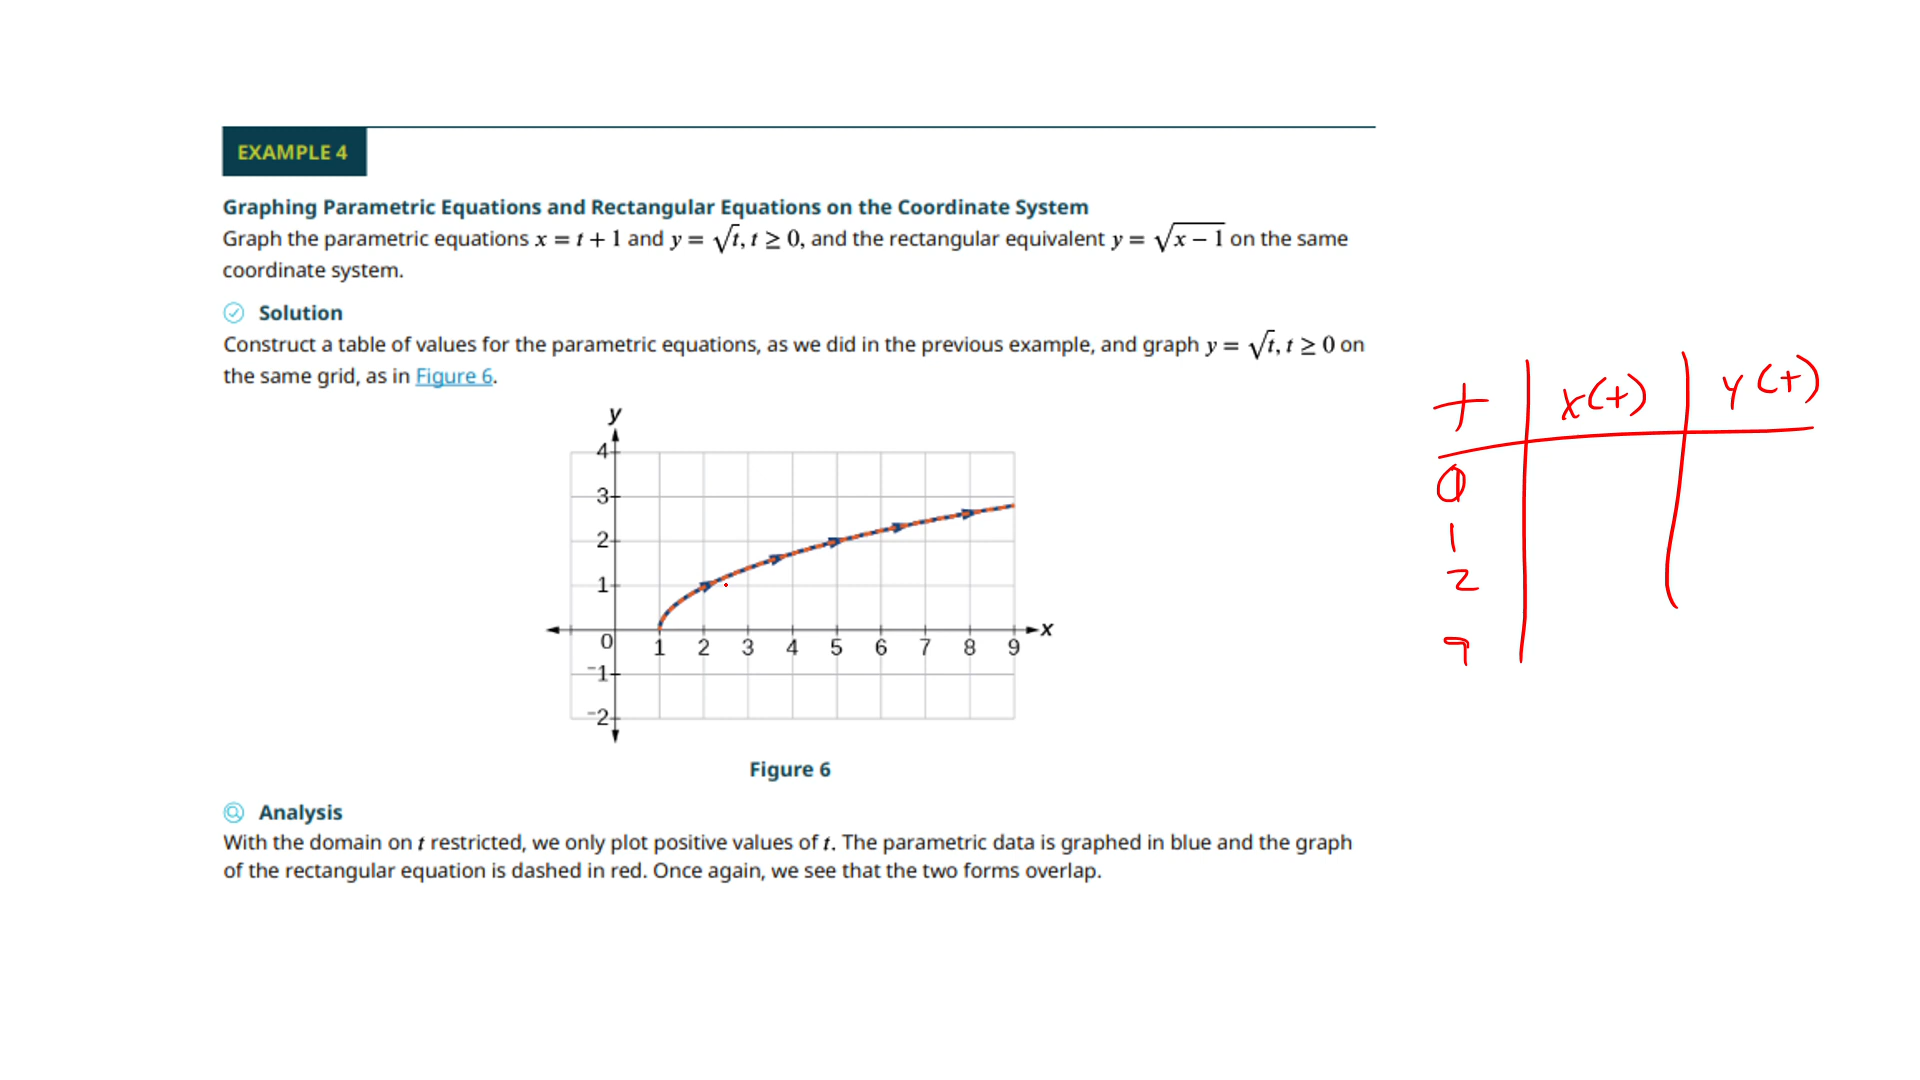 EXAMPLE 4
Graphing Parametric Equations and Rectangular Equations on the Coordinate System
Graph the parametric equations x = t + 1 and y = √t, t ≥ 0, and the rectangular equivalent y = √(x − 1) on the same
coordinate system.
Solution
Construct a table of values for the parametric equations, as we did in the previous example, and graph y = √t, t ≥ 0 on
the same grid, as in Figure 6.
y
4
3
2
1
0 1 2 3 4 5 6 7 8 9 x
−1
−2
Figure 6
Analysis
With the domain on t restricted, we only plot positive values of t. The parametric data is graphed in blue and the graph
of the rectangular equation is dashed in red. Once again, we see that the two forms overlap.
t x(t) y(t)
0
1
2